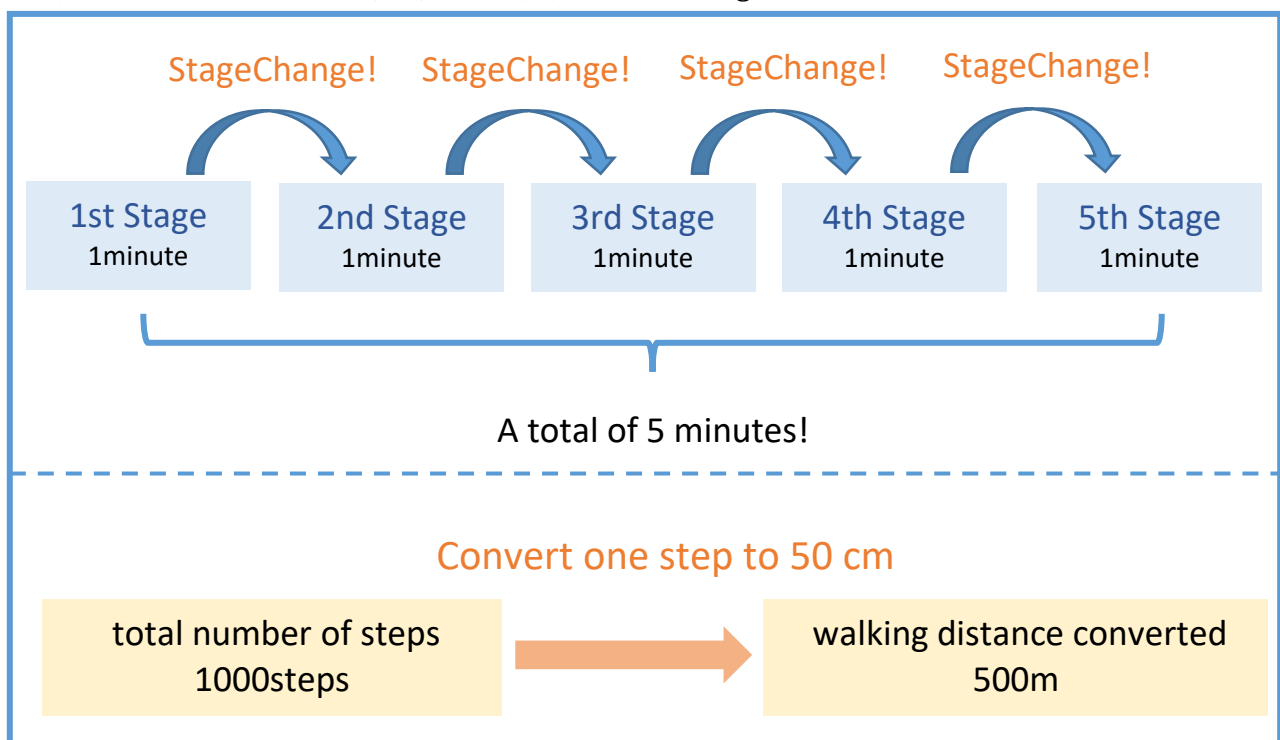 StageChange! StageChange! StageChange! StageChange!
1st Stage 2nd Stage 3rd Stage 4th Stage 5th Stage
1minute 1minute 1minute 1minute 1minute
A total of 5 minutes!
Convert one step to 50 cm
total number of steps walking distance converted
1000steps 500m